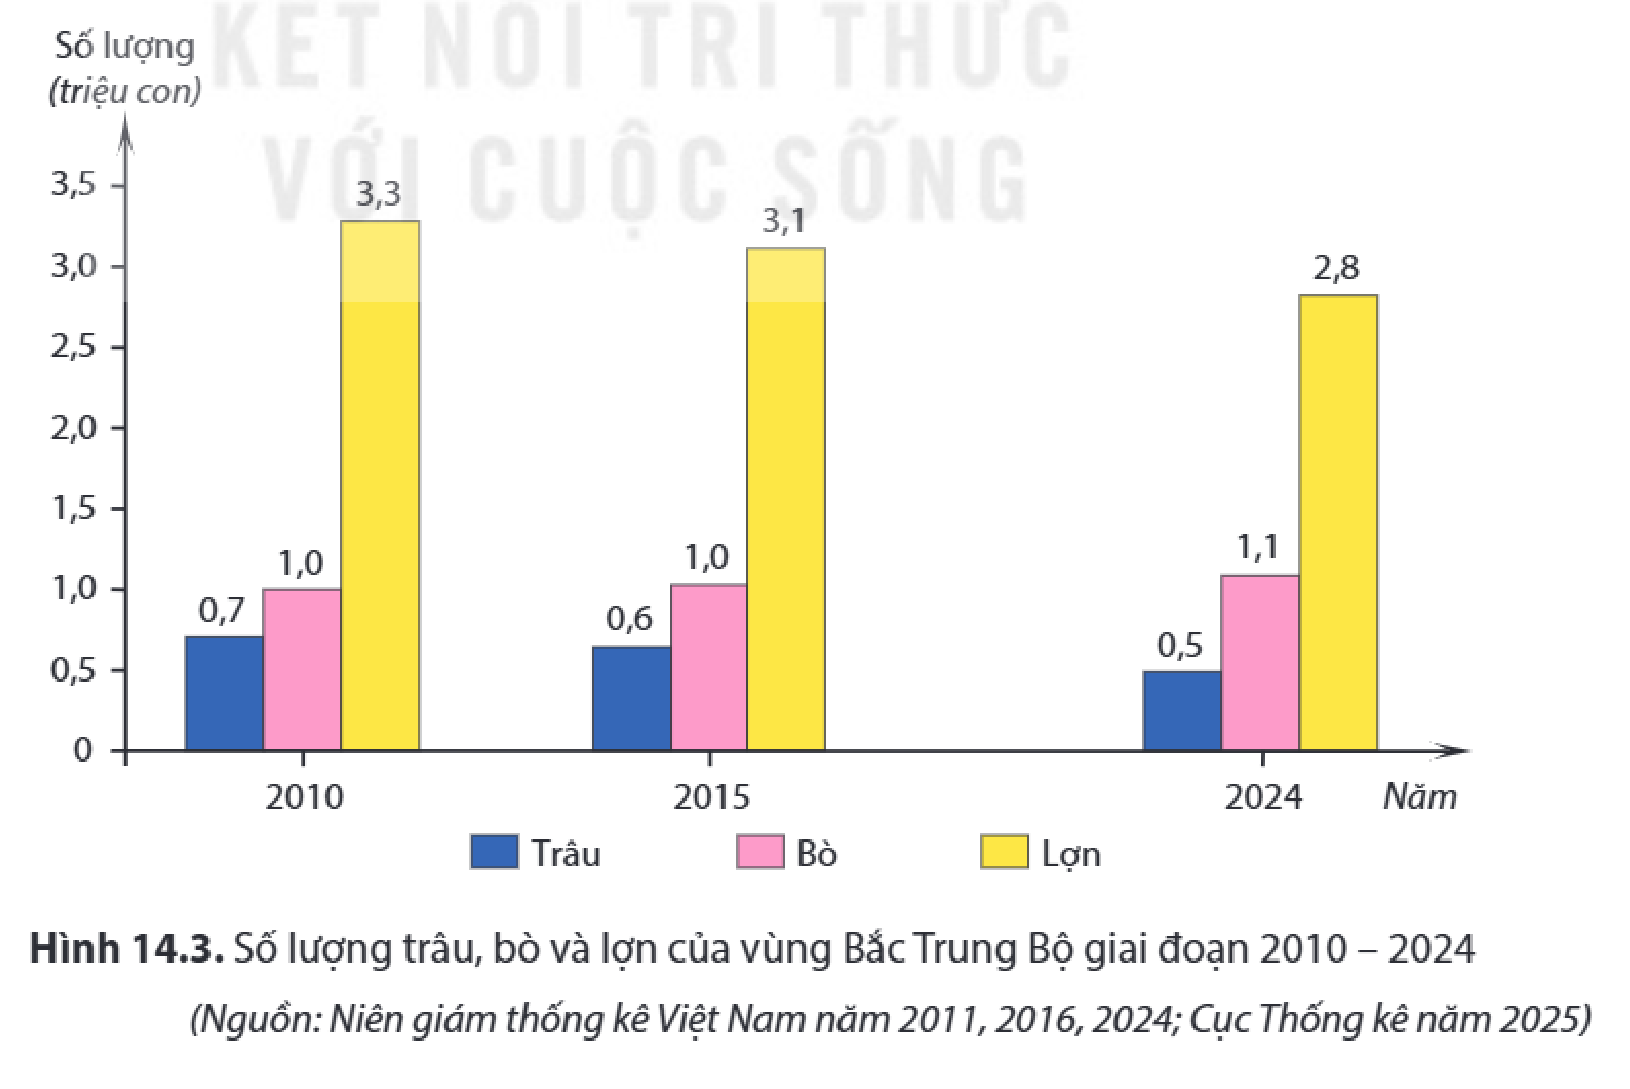 KẾT NỐI TRI THỨC
VỚI CUỘC SỐNG
Số lượng
(triệu con)
3,5
3,0
2,5
2,0
1,5
1,0
0,5
0
0,7
1,0
3,3
0,6
1,0
3,1
0,5
1,1
2,8
2010
2015
2024
Năm
Trâu
Bò
Lợn
Hình 14.3. Số lượng trâu, bò và lợn của vùng Bắc Trung Bộ giai đoạn 2010 – 2024
(Nguồn: Niên giám thống kê Việt Nam năm 2011, 2016, 2024; Cục Thống kê năm 2025)